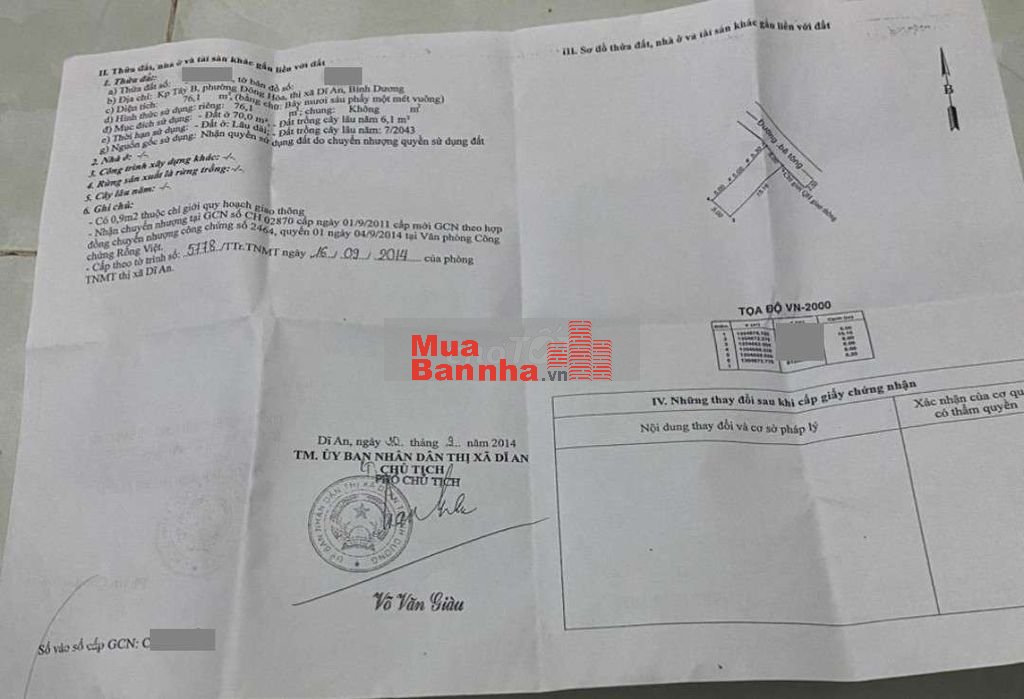 II. Thửa đất, nhà ở và tài sản khác gắn liền với đất
1. Thửa đất:
a) Thửa đất số: , tờ bản đồ số:
b) Địa chỉ: Kp Tây B, phường Đông Hòa, thị xã Dĩ An, Bình Dương
c) Diện tích: 76,1 m², (bằng chữ: Bảy mươi sáu phẩy một mét vuông)
d) Hình thức sử dụng: riêng: 76,1 m²; chung: Không m²
đ) Mục đích sử dụng: - Đất ở 70,0 m²; - Đất trồng cây lâu năm 6,1 m²
e) Thời hạn sử dụng: - Đất ở: Lâu dài; - Đất trồng cây lâu năm: 7/2043
g) Nguồn gốc sử dụng: Nhận quyền sử dụng đất do chuyển nhượng quyền sử dụng đất
2. Nhà ở: -/-
3. Công trình xây dựng khác: -/-
4. Rừng sản xuất là rừng trồng: -/-
5. Cây lâu năm: -/-
6. Ghi chú:
- Có 0,9m2 thuộc chỉ giới quy hoạch giao thông
- Nhận chuyển nhượng tại GCN số CH 02870 cấp ngày 01/9/2011 cấp mới GCN theo hợp
đồng chuyển nhượng công chứng số 2464, quyển 01 ngày 04/9/2014 tại Văn phòng Công
chứng Rồng Việt.
- Cấp theo tờ trình số: 5778/TTr.TNMT ngày 16/09/2014 của phòng
TNMT thị xã Dĩ An.
III. Sơ đồ thửa đất, nhà ở và tài sản khác gắn liền với đất
B
Đường bê tông
Chỉ giới QH giao thông
5.00
5.00
15.16
TỌA ĐỘ VN-2000
Mua
Bannha.vn
IV. Những thay đổi sau khi cấp giấy chứng nhận
Nội dung thay đổi và cơ sở pháp lý
Xác nhận của cơ qu
có thẩm quyền
Dĩ An, ngày 30 tháng 9 năm 2014
TM. ỦY BAN NHÂN DÂN THỊ XÃ DĨ AN
CHỦ TỊCH
PHÓ CHỦ TỊCH
Võ Văn Giàu
Số vào sổ cấp GCN: C